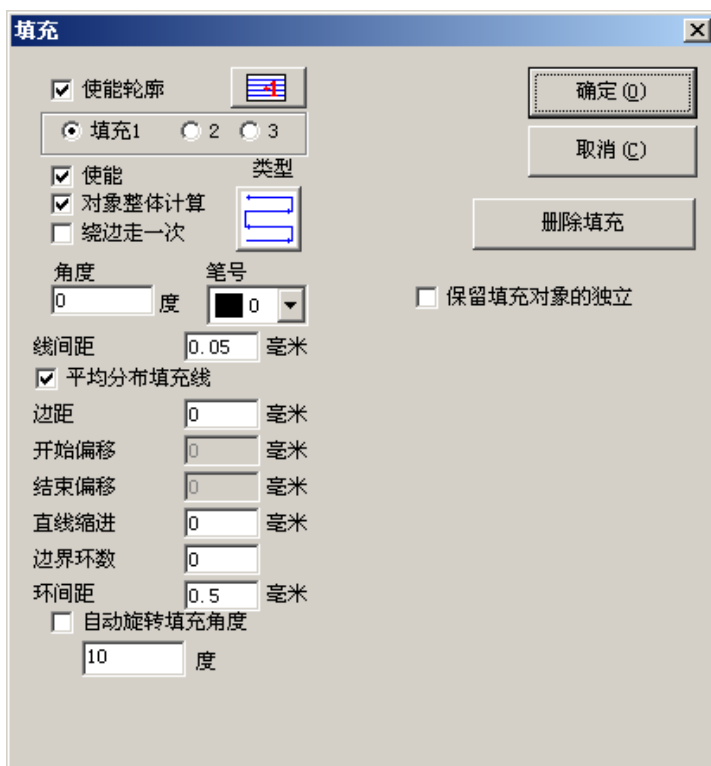 填充
使能轮廓
确定(O)
填充1 2 3
取消(C)
使能
类型
对象整体计算
绕边走一次
删除填充
角度 笔号
0 度 0
保留填充对象的独立
线间距 0.05 毫米
平均分布填充线
边距 0 毫米
开始偏移 0 毫米
结束偏移 0 毫米
直线缩进 0 毫米
边界环数 0
环间距 0.5 毫米
自动旋转填充角度
10 度